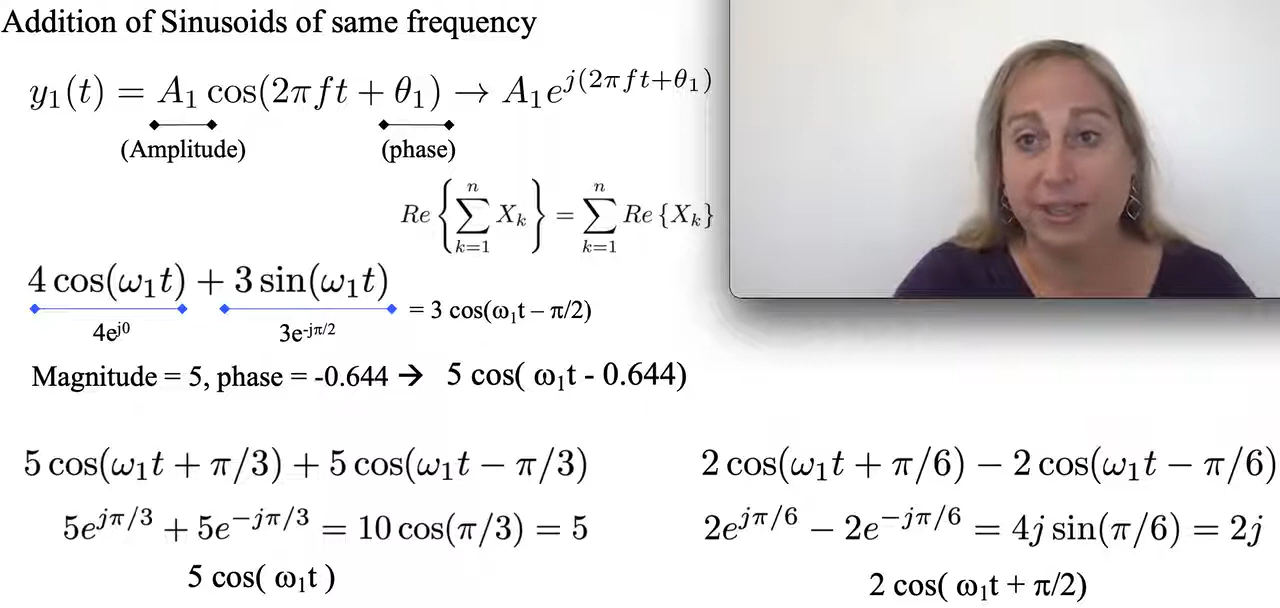 Addition of Sinusoids of same frequency
y₁(t) = A₁ cos(2πft + θ₁) → A₁e^{j(2πft+θ₁)}
(Amplitude) (phase)
Re{∑_{k=1}^{n} X_k} = ∑_{k=1}^{n} Re{X_k}
4 cos(ω₁t) + 3 sin(ω₁t)
= 3 cos(ω₁t – π/2)
4e^{j0} 3e^{-jπ/2}
Magnitude = 5, phase = -0.644 → 5 cos( ω₁t - 0.644)
5 cos(ω₁t + π/3) + 5 cos(ω₁t − π/3)
5e^{jπ/3} + 5e^{−jπ/3} = 10 cos(π/3) = 5
5 cos( ω₁t )
2 cos(ω₁t + π/6) − 2 cos(ω₁t − π/6)
2e^{jπ/6} − 2e^{−jπ/6} = 4j sin(π/6) = 2j
2 cos( ω₁t + π/2)